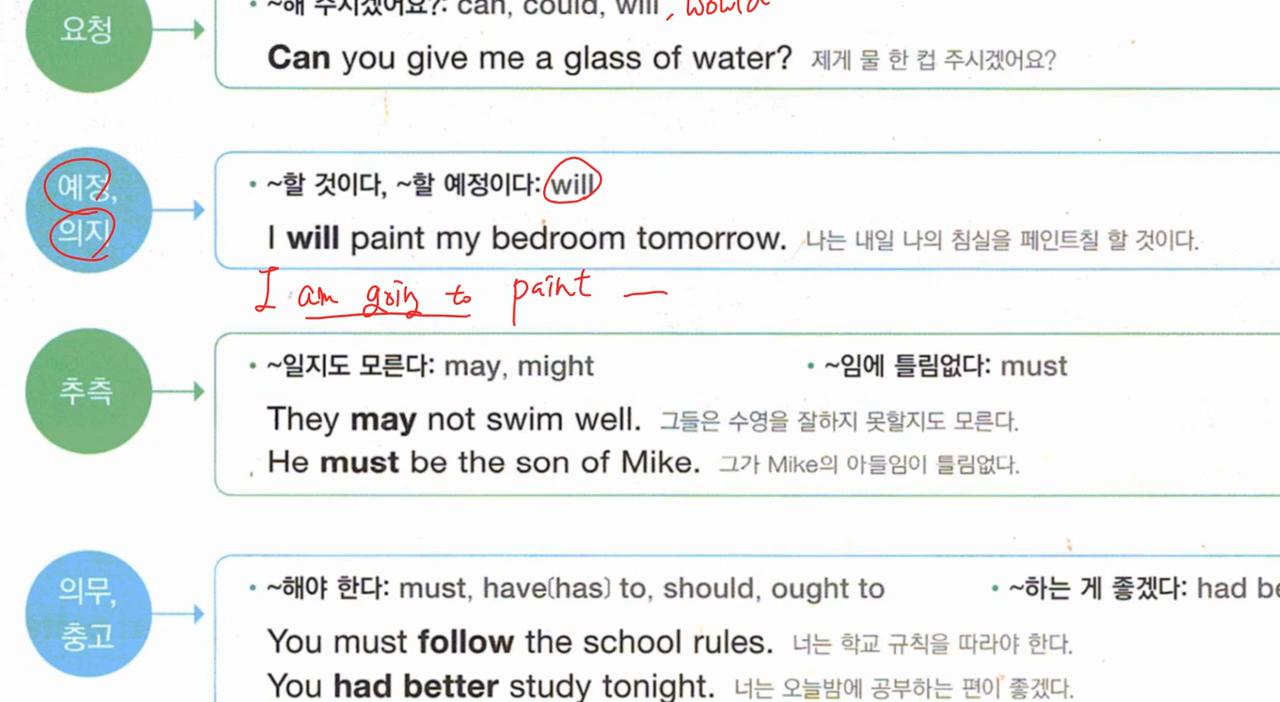 요청
• ~해 주시겠어요?: can, could, will, would
Can you give me a glass of water? 제게 물 한 컵 주시겠어요?
예정,
의지
• ~할 것이다, ~할 예정이다: will
I will paint my bedroom tomorrow. 나는 내일 나의 침실을 페인트칠 할 것이다.
I am going to paint —
추측
• ~일지도 모른다: may, might • ~임에 틀림없다: must
They may not swim well. 그들은 수영을 잘하지 못할지도 모른다.
He must be the son of Mike. 그가 Mike의 아들임이 틀림없다.
의무,
충고
• ~해야 한다: must, have(has) to, should, ought to • ~하는 게 좋겠다: had
You must follow the school rules. 너는 학교 규칙을 따라야 한다.
You had better study tonight. 너는 오늘밤에 공부하는 편이 좋겠다.